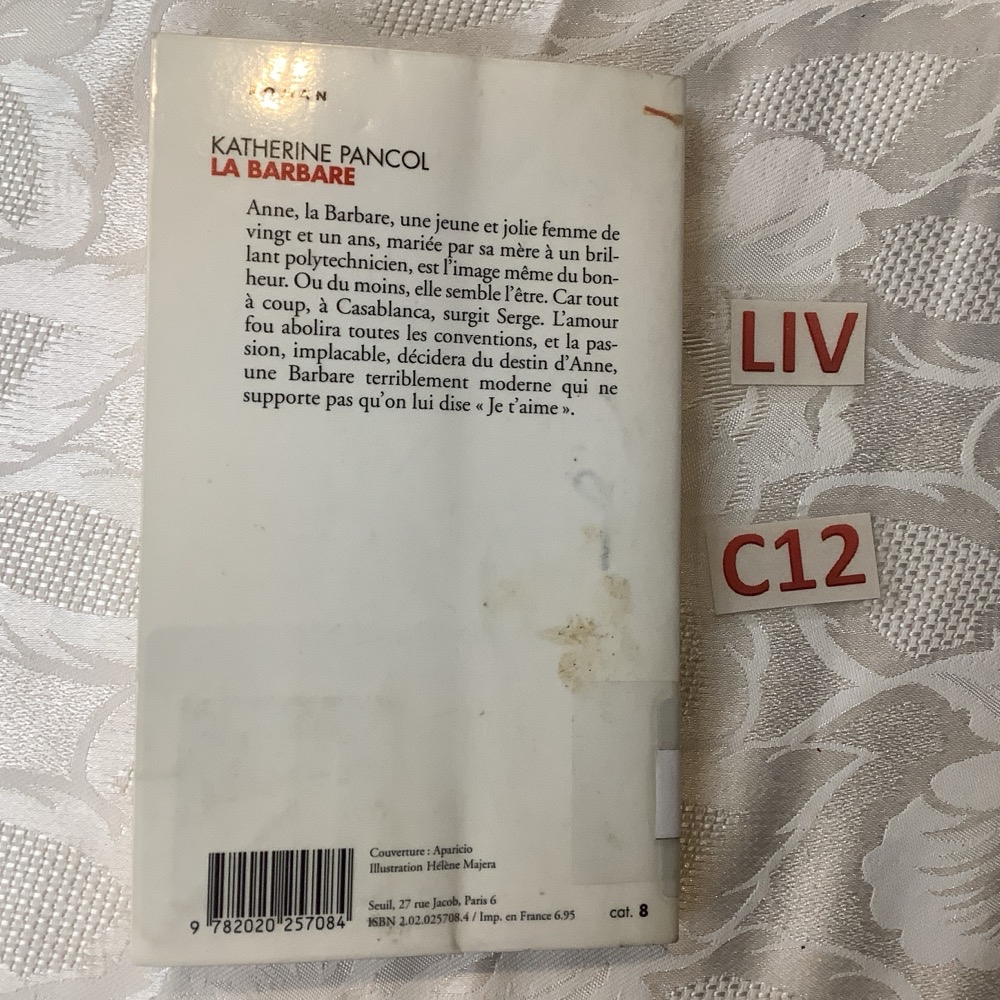 ROMAN
KATHERINE PANCOL
LA BARBARE
Anne, la Barbare, une jeune et jolie femme de
vingt et un ans, mariée par sa mère à un bril-
lant polytechnicien, est l'image même du bon-
heur. Ou du moins, elle semble l'être. Car tout
à coup, à Casablanca, surgit Serge. L'amour
fou abolira toutes les conventions, et la pas-
sion, implacable, décidera du destin d'Anne,
une Barbare terriblement moderne qui ne
supporte pas qu'on lui dise « Je t'aime ».
LIV
C12
Couverture : Aparicio
Illustration Hélène Majera
Seuil, 27 rue Jacob, Paris 6
ISBN 2.02.025708.4 / Imp. en France 6.95
cat. 8
9 782020 257084